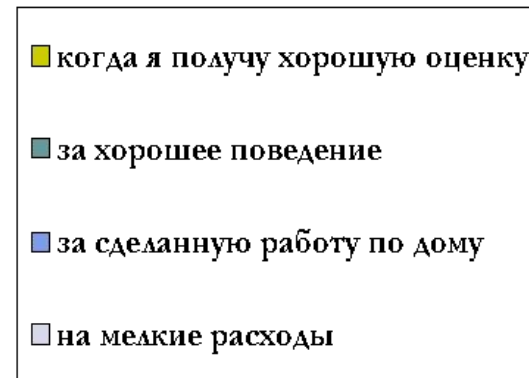 когда я получу хорошую оценку
за хорошее поведение
за сделанную работу по дому
на мелкие расходы